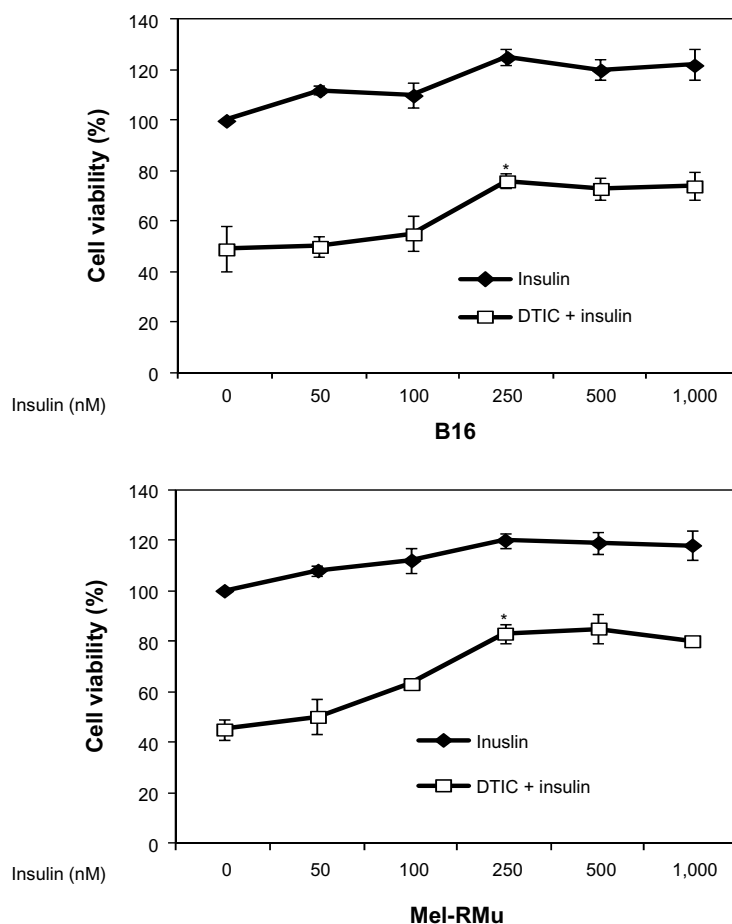 140
120
100
80
60
40
20
0
Cell viability (%)
*
Insulin
DTIC + insulin
Insulin (nM)
0 50 100 250 500 1,000
B16
140
120
100
80
60
40
20
0
Cell viability (%)
*
Inuslin
DTIC + insulin
Insulin (nM)
0 50 100 250 500 1,000
Mel-RMu